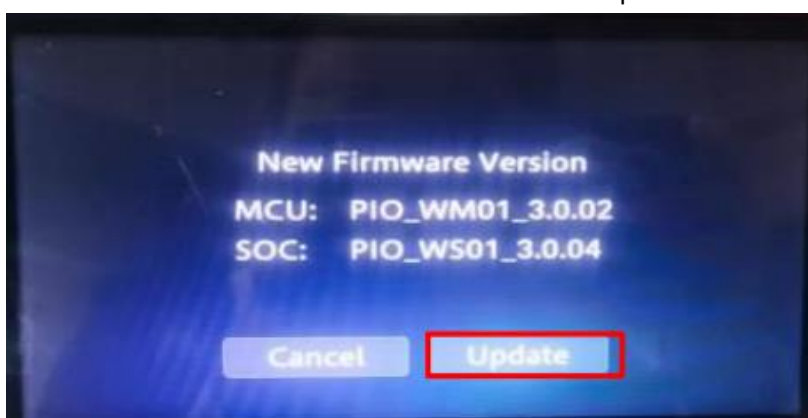 New Firmware Version
MCU: PIO_WM01_3.0.02
SOC: PIO_WS01_3.0.04
Cancel Update